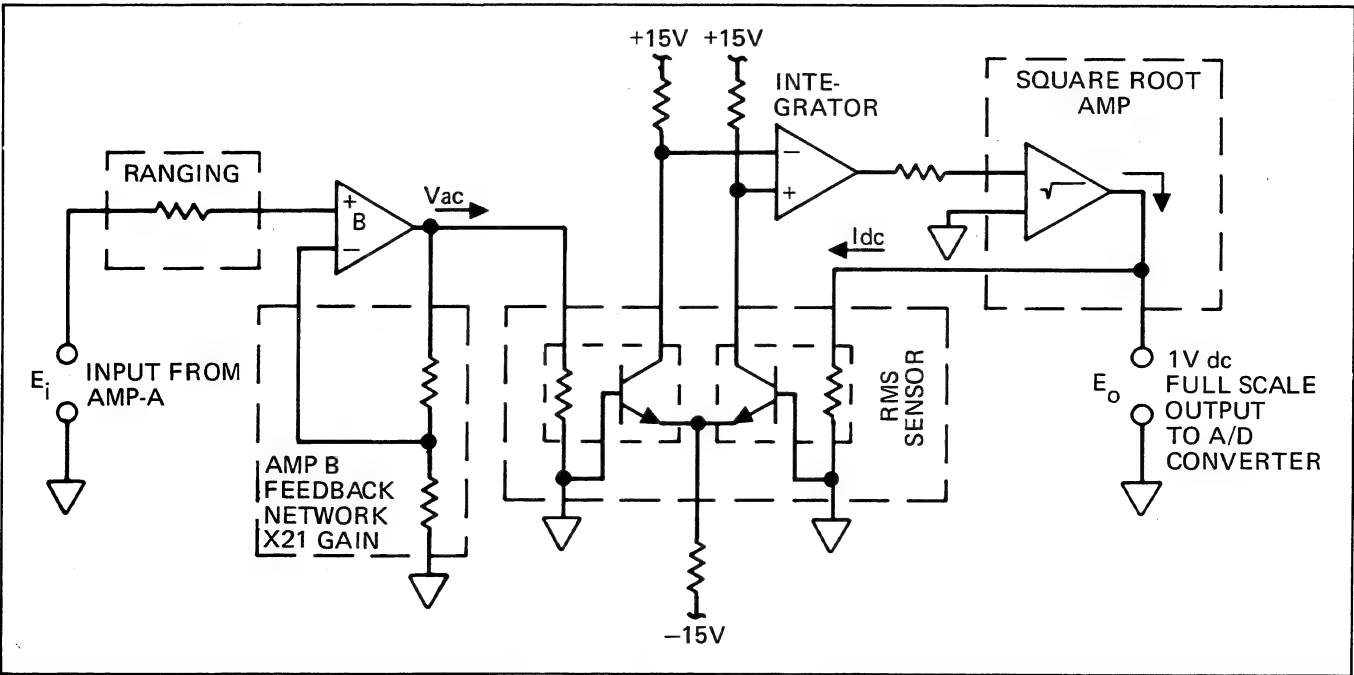 +15V +15V
RANGING
+
B
−
Vac
INTE-
GRATOR
−
+
SQUARE ROOT
AMP
√
Idc
Ei INPUT FROM
AMP-A
AMP B
FEEDBACK
NETWORK
X21 GAIN
RMS
SENSOR
−15V
Eo
1V dc
FULL SCALE
OUTPUT
TO A/D
CONVERTER